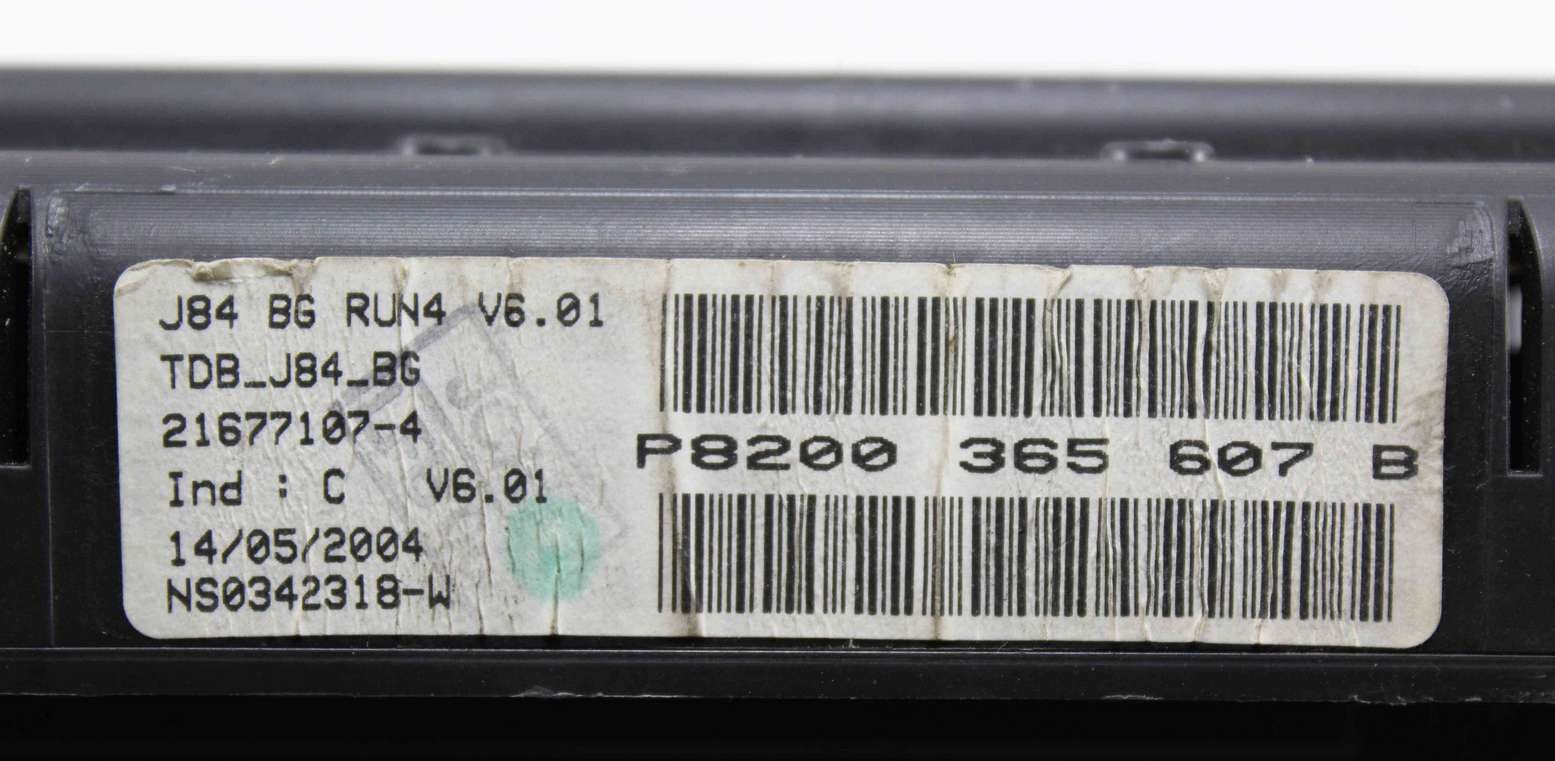 J84 BG RUN4 V6.01
TDB_J84_BG
21677107-4
Ind : C V6.01
14/05/2004
NS0342318-W
P8200 365 607 B